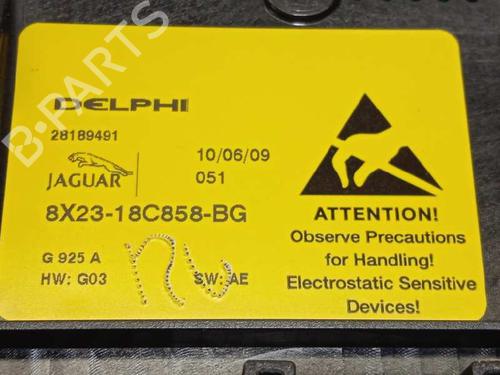 B-PARTS
DELPHI
28189491
JAGUAR
10/06/09
051
8X23-18C858-BG
G 925 A
HW: G03
SW: AE
ATTENTION!
Observe Precautions
for Handling!
Electrostatic Sensitive
Devices!